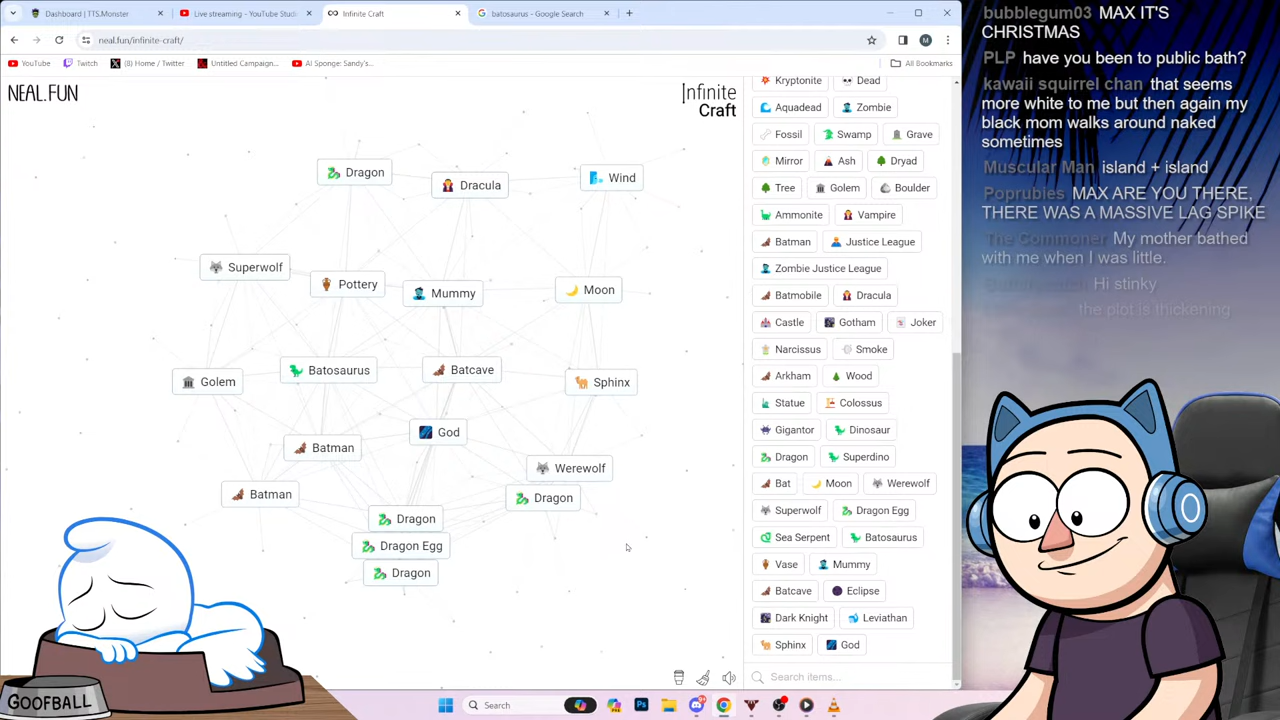 Dashboard | TTS.Monster
Live streaming - YouTube Studi
Infinite Craft
batosaurus - Google Search
neal.fun/infinite-craft/
M
YouTube
Twitch
(8) Home / Twitter
Untitled Campaign...
AI Sponge: Sandy's...
All Bookmarks
NEAL.FUN
Infinite
Craft
Dragon
Dracula
Wind
Superwolf
Pottery
Mummy
Moon
Golem
Batosaurus
Batcave
Sphinx
God
Batman
Werewolf
Batman
Dragon
Dragon
Dragon Egg
Dragon
Kryptonite
Dead
Aquadead
Zombie
Fossil
Swamp
Grave
Mirror
Ash
Dryad
Tree
Golem
Boulder
Ammonite
Vampire
Batman
Justice League
Zombie Justice League
Batmobile
Dracula
Castle
Gotham
Joker
Narcissus
Smoke
Arkham
Wood
Statue
Colossus
Gigantor
Dinosaur
Dragon
Superdino
Bat
Moon
Werewolf
Superwolf
Dragon Egg
Sea Serpent
Batosaurus
Vase
Mummy
Batcave
Eclipse
Dark Knight
Leviathan
Sphinx
God
Search items...
Search
bubblegum03 MAX IT'S
CHRISTMAS
PLP have you been to public bath?
kawaii squirrel chan that seems
more white to me but then again my
black mom walks around naked
sometimes
Muscular Man island + island
Poprubies MAX ARE YOU THERE,
THERE WAS A MASSIVE LAG SPIKE
The Commoner My mother bathed
with me when I was little.
Hi stinky
the plot is thickening
GOOFBALL